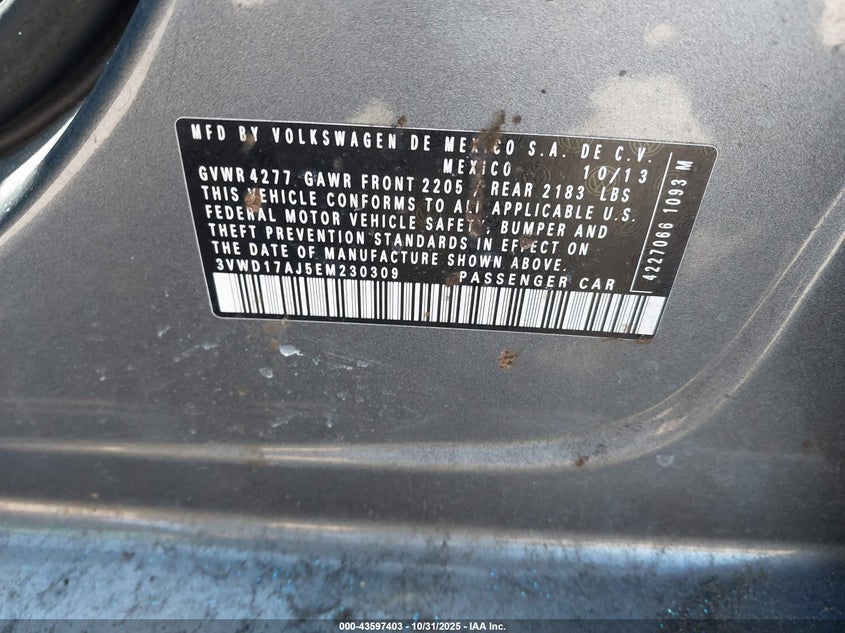 MFD BY VOLKSWAGEN DE MEXICO S.A. DE C.V.
MEXICO 10/13
GVWR 4277 GAWR FRONT 2205 REAR 2183 LBS
THIS VEHICLE CONFORMS TO ALL APPLICABLE U.S.
FEDERAL MOTOR VEHICLE SAFETY, BUMPER AND
THEFT PREVENTION STANDARDS IN EFFECT ON
THE DATE OF MANUFACTURE SHOWN ABOVE.
3VWD17AJ5EM230309 PASSENGER CAR
42270661093 M
000-43597403 - 10/31/2025 - IAA Inc.